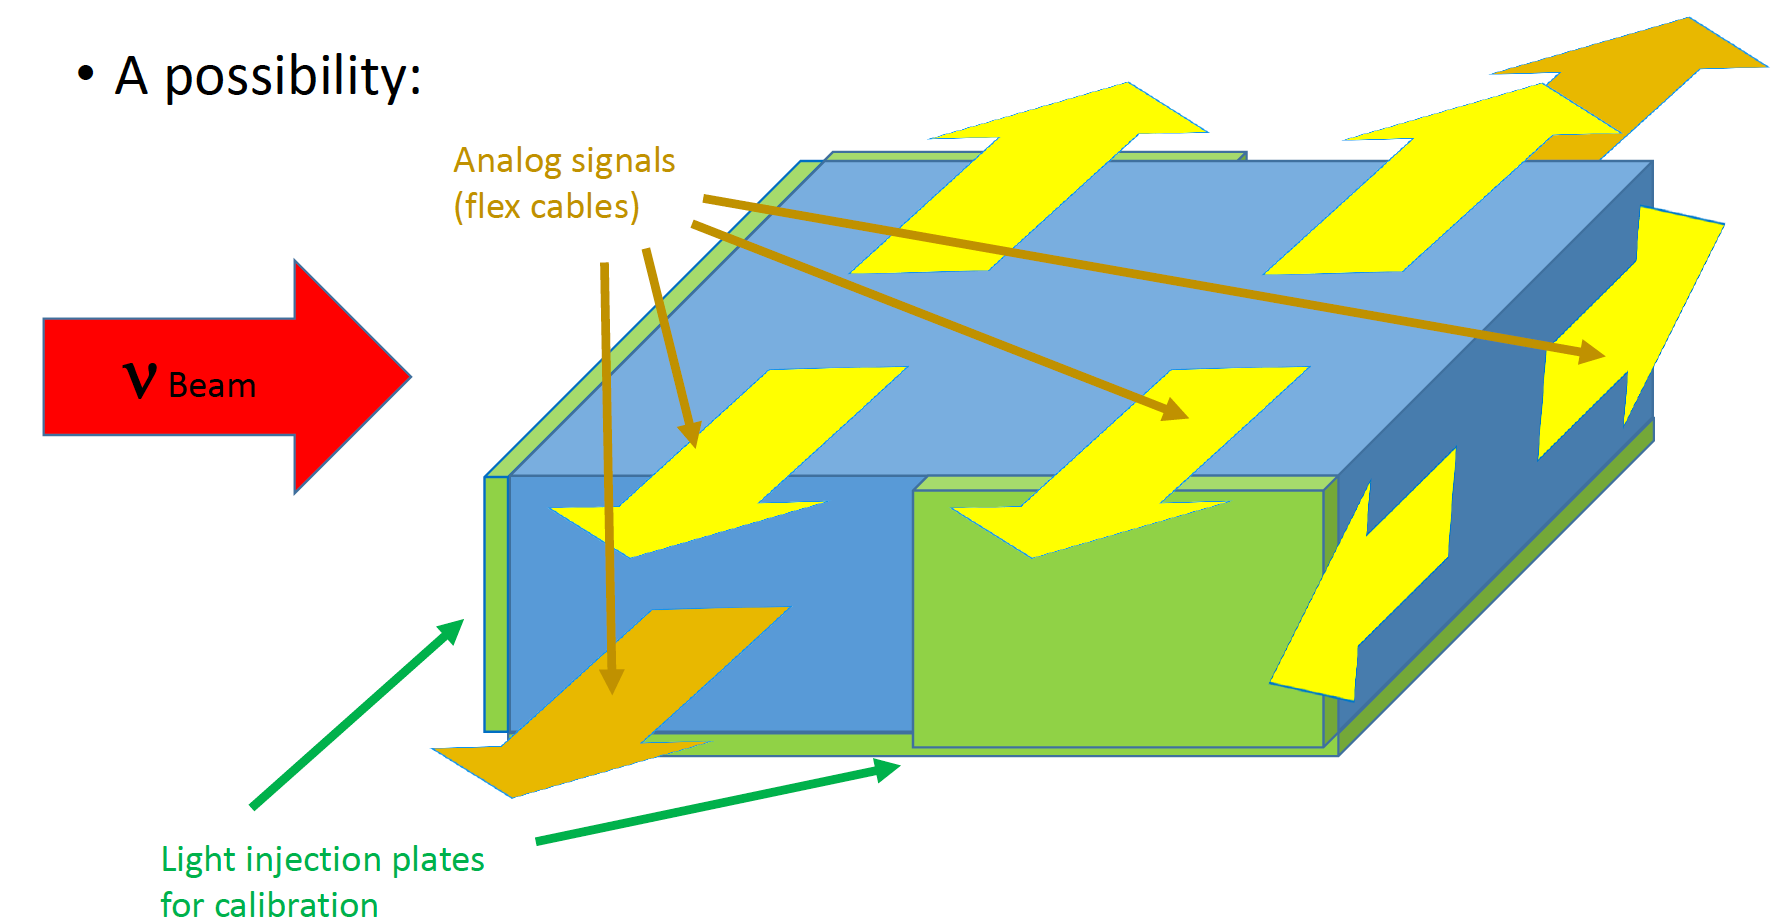 • A possibility:
Analog signals
(flex cables)
ν Beam
Light injection plates
for calibration